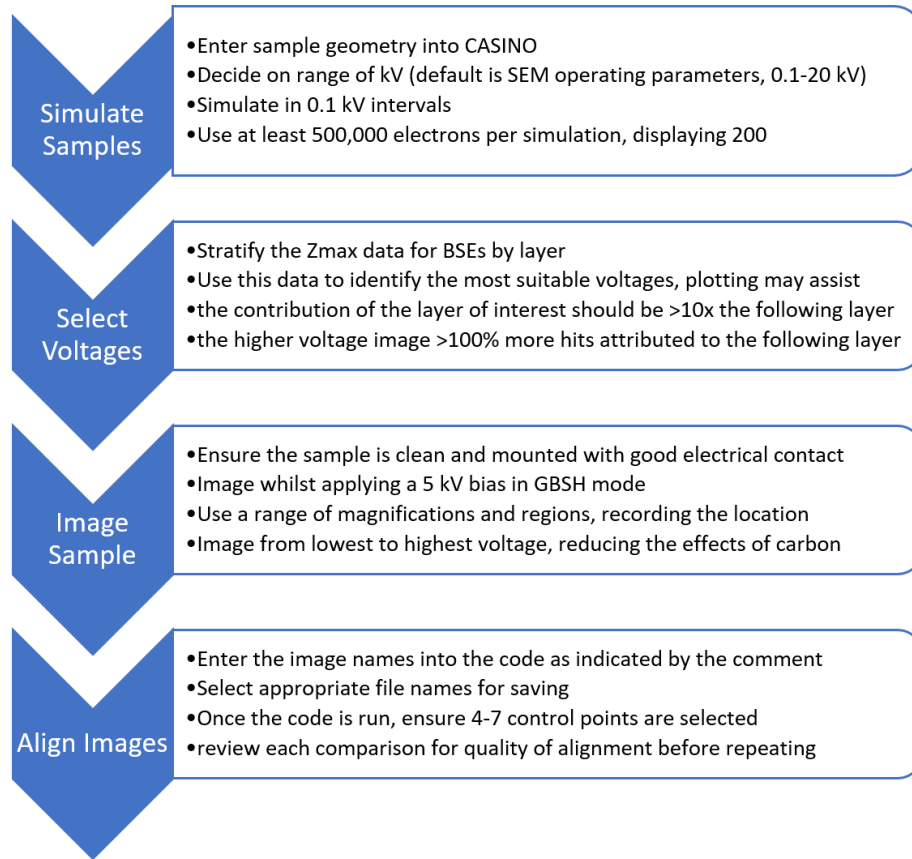 Simulate
Samples
•Enter sample geometry into CASINO
•Decide on range of kV (default is SEM operating parameters, 0.1-20 kV)
•Simulate in 0.1 kV intervals
•Use at least 500,000 electrons per simulation, displaying 200
Select
Voltages
•Stratify the Zmax data for BSEs by layer
•Use this data to identify the most suitable voltages, plotting may assist
•the contribution of the layer of interest should be >10x the following layer
•the higher voltage image >100% more hits attributed to the following layer
Image
Sample
•Ensure the sample is clean and mounted with good electrical contact
•Image whilst applying a 5 kV bias in GBSH mode
•Use a range of magnifications and regions, recording the location
•Image from lowest to highest voltage, reducing the effects of carbon
Align Images
•Enter the image names into the code as indicated by the comment
•Select appropriate file names for saving
•Once the code is run, ensure 4-7 control points are selected
•review each comparison for quality of alignment before repeating